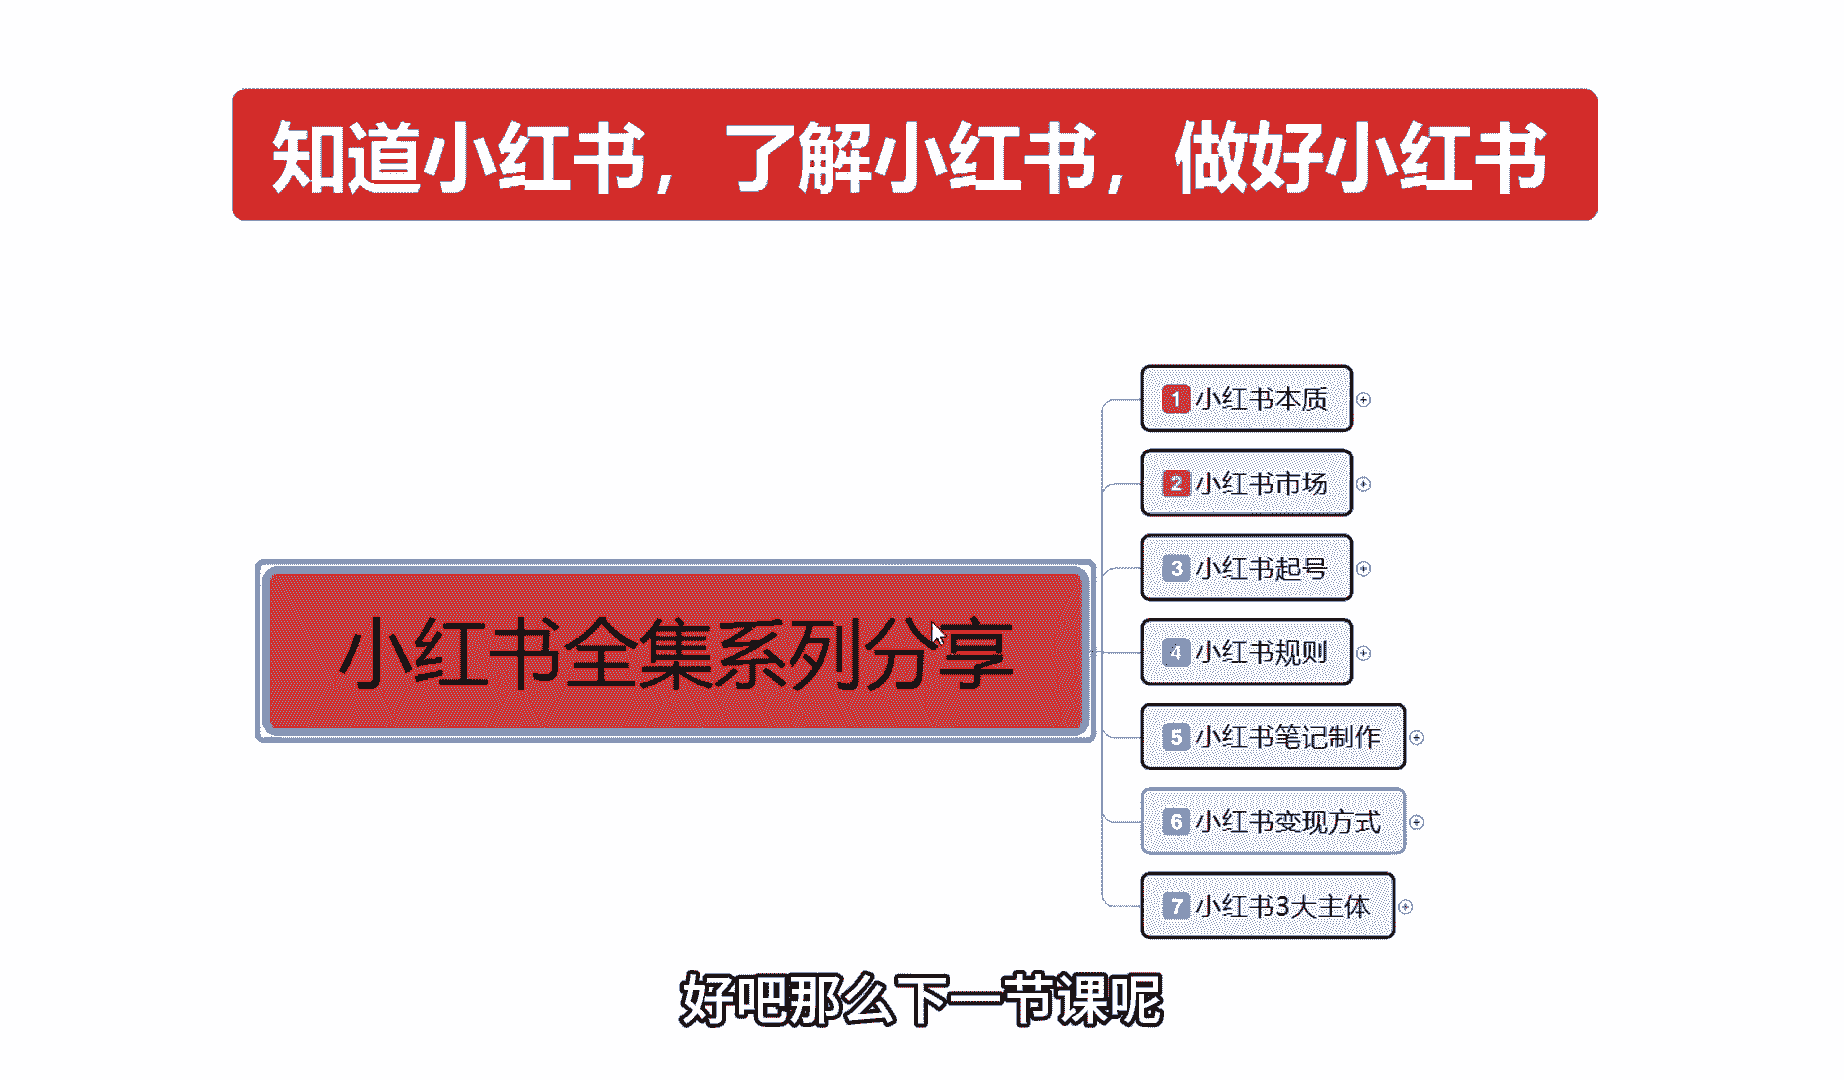 知道小红书，了解小红书，做好小红书
小红书全集系列分享
1 小红书本质
2 小红书市场
3 小红书起号
4 小红书规则
5 小红书笔记制作
6 小红书变现方式
7 小红书3大主体
好吧那么下一节课呢